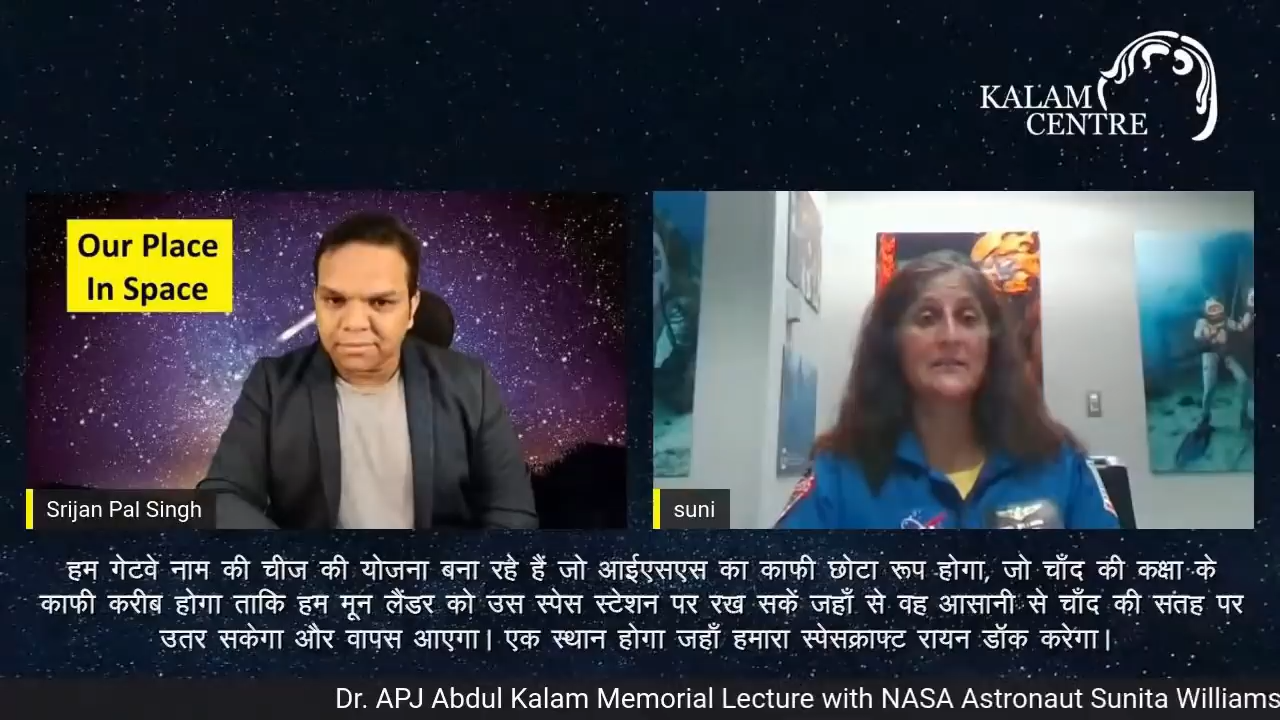 KALAM
CENTRE
Our Place
In Space
Srijan Pal Singh
suni
हम गेटवे नाम की चीज की योजना बना रहे हैं जो आईएसएस का काफी छोटा रूप होगा, जो चाँद की कक्षा के
काफी करीब होगा ताकि हम मून लैंडर को उस स्पेस स्टेशन पर रख सकें जहाँ से वह आसानी से चाँद की सतह पर
उतर सकेगा और वापस आएगा। एक स्थान होगा जहाँ हमारा स्पेसक्राफ्ट रायन डॉक करेगा।
Dr. APJ Abdul Kalam Memorial Lecture with NASA Astronaut Sunita Williams